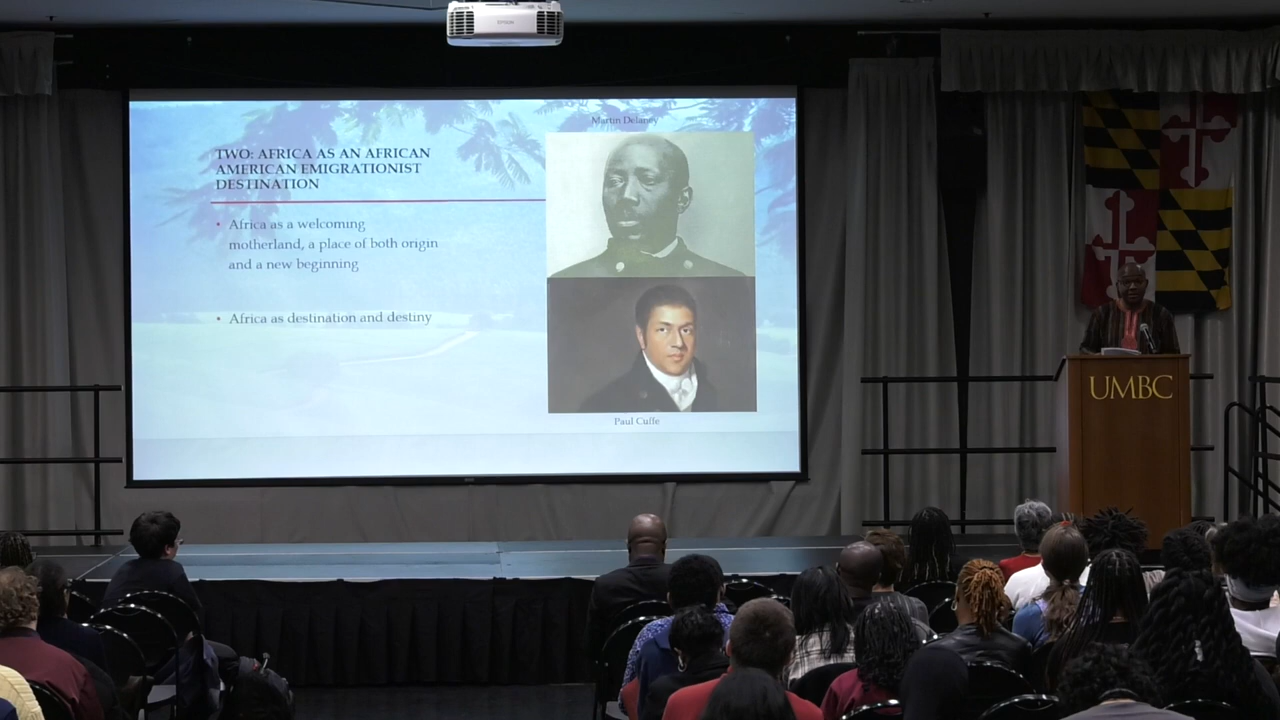 EPSON
Martin Delaney
TWO: AFRICA AS AN AFRICAN
AMERICAN EMIGRATIONIST
DESTINATION
• Africa as a welcoming
motherland, a place of both origin
and a new beginning
• Africa as destination and destiny
Paul Cuffe
UMBC